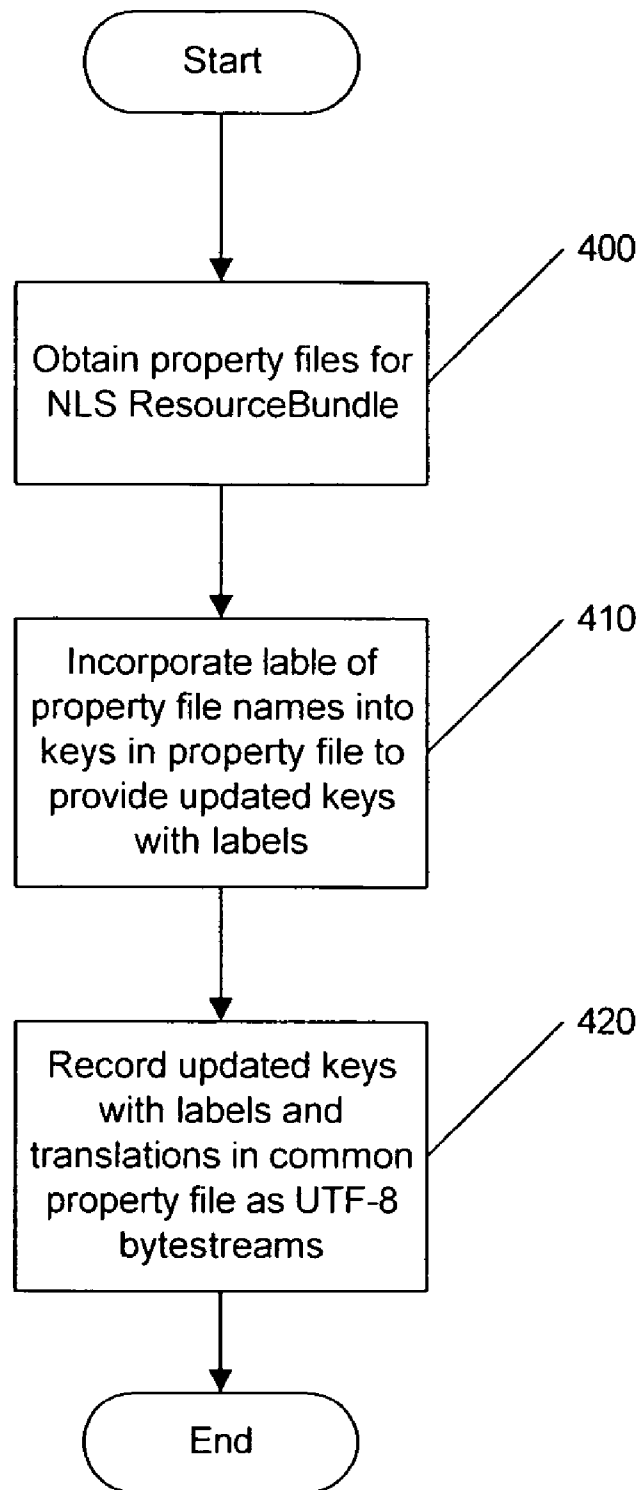 Start
400
Obtain property files for
NLS ResourceBundle
410
Incorporate lable of
property file names into
keys in property file to
provide updated keys
with labels
420
Record updated keys
with labels and
translations in common
property file as UTF-8
bytestreams
End